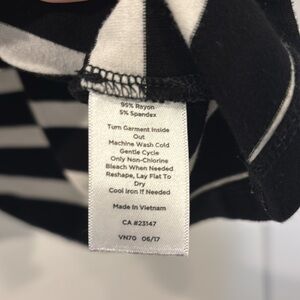 95% Rayon
5% Spandex
Turn Garment Inside
Out
Machine Wash Cold
Gentle Cycle
Only Non-Chlorine
Bleach When Needed
Reshape, Lay Flat To
Dry
Cool Iron If Needed
Made In Vietnam
CA #23147
VN70 06/17